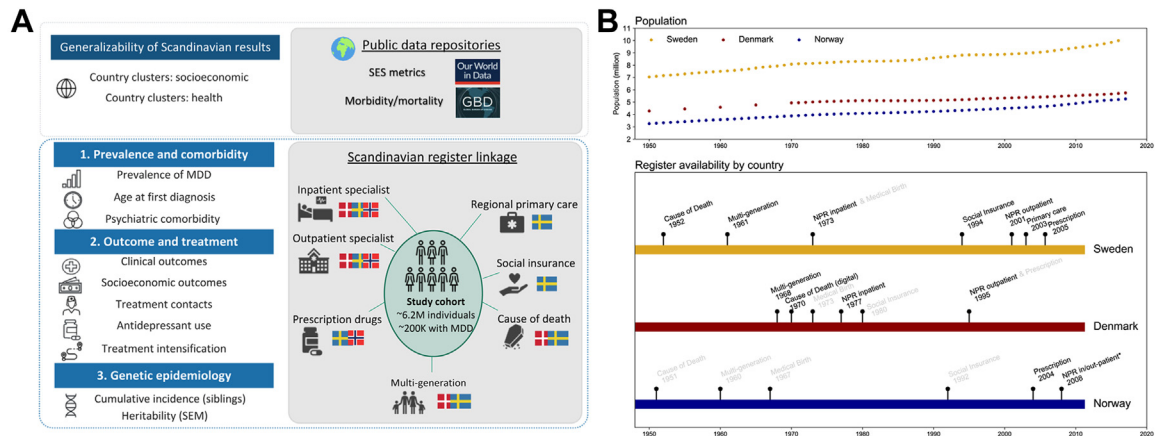 A
Generalizability of Scandinavian results
Country clusters: socioeconomic
Country clusters: health
Public data repositories
SES metrics
Our World
in Data
Morbidity/mortality
GBD
1. Prevalence and comorbidity
Prevalence of MDD
Age at first diagnosis
Psychiatric comorbidity
2. Outcome and treatment
Clinical outcomes
Socioeconomic outcomes
Treatment contacts
Antidepressant use
Treatment intensification
3. Genetic epidemiology
Cumulative incidence (siblings)
Heritability (SEM)
Scandinavian register linkage
Inpatient specialist
Regional primary care
Outpatient specialist
Social insurance
Study cohort
~6.2M individuals
~200K with MDD
Prescription drugs
Cause of death
Multi-generation
B
Population
Sweden
Denmark
Norway
Population (million)
11
10
9
8
7
6
5
4
3
2
1950
1960
1970
1980
1990
2000
2010
2020
Register availability by country
Cause of Death
1952
Multi-generation
1961
NPR inpatient & Medical Birth
1973
Social Insurance
1994
NPR outpatient
2001
Primary care
2003
Prescription
2005
Sweden
Multi-generation
1968
Cause of Death (digital)
1970
Medical Birth
1973
NPR inpatient
1977
Social Insurance
1980
NPR outpatient & Prescription
1995
Denmark
Cause of Death
1951
Multi-generation
1960
Medical Birth
1967
Social Insurance
1992
Prescription
2004
NPR in/out-patient*
2008
Norway
1950
1960
1970
1980
1990
2000
2010
2020